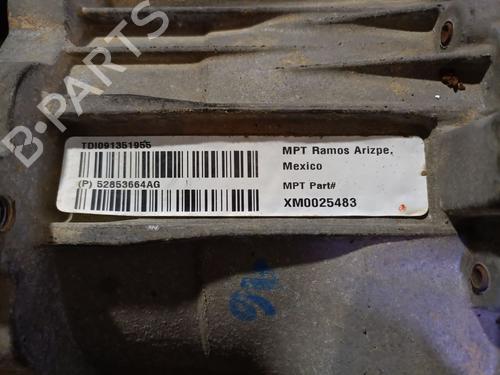 B-PARTS
TDI091351955
(P) 52853664AG
MPT Ramos Arizpe,
Mexico
MPT Part#
XM0025483